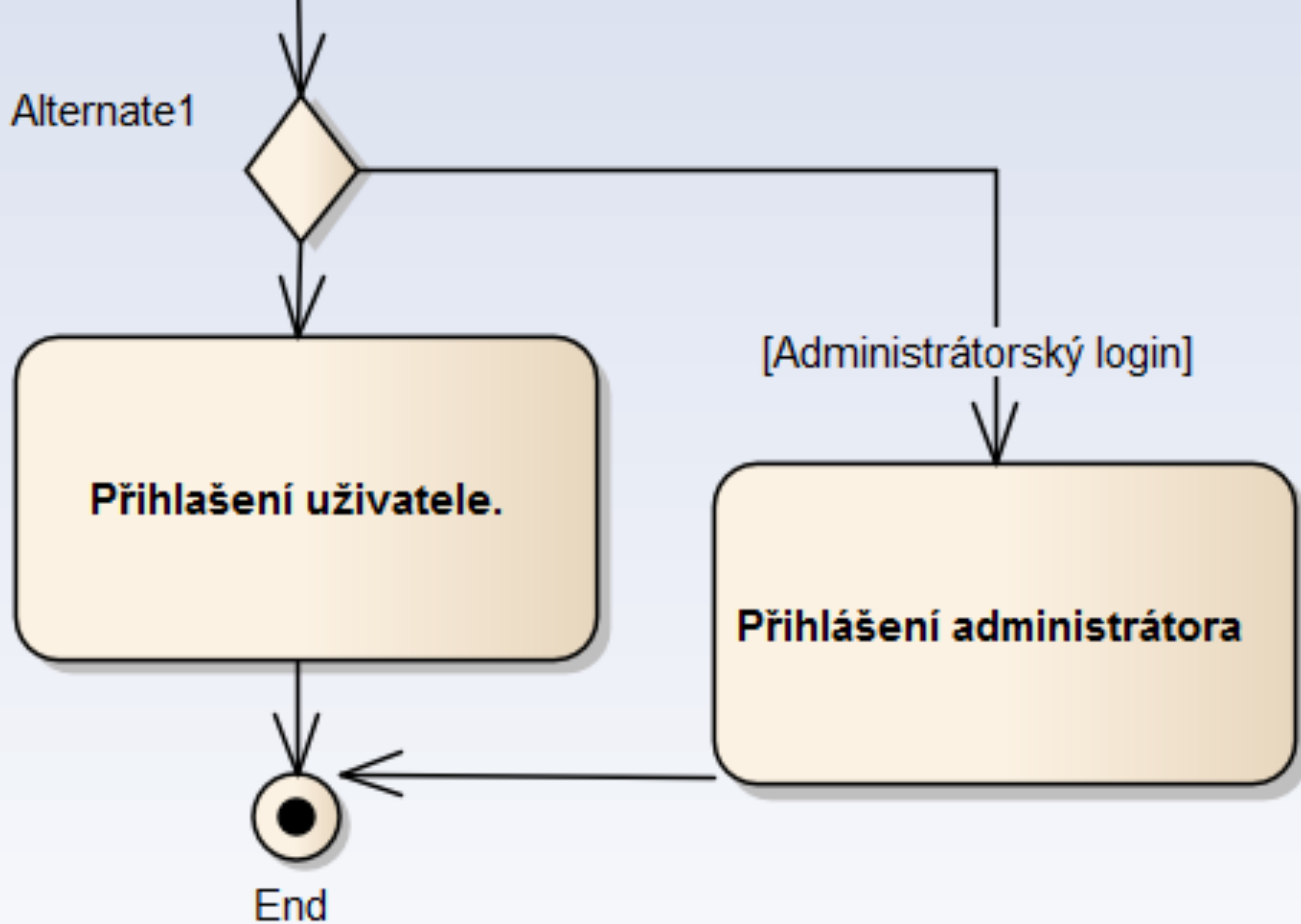 Alternate1
[Administrátorský login]
Přihlašení uživatele.
Přihlášení administrátora
End